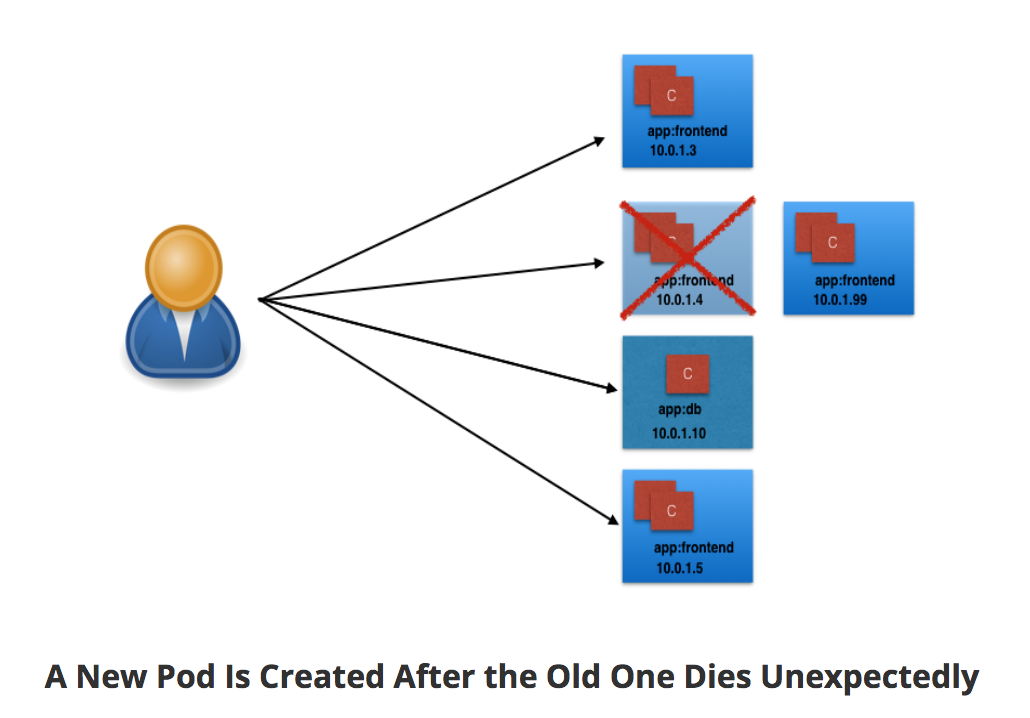 C
app:frontend
10.0.1.3
C
app:frontend
10.0.1.4
C
app:frontend
10.0.1.99
C
app:db
10.0.1.10
C
app:frontend
10.0.1.5
A New Pod Is Created After the Old One Dies Unexpectedly